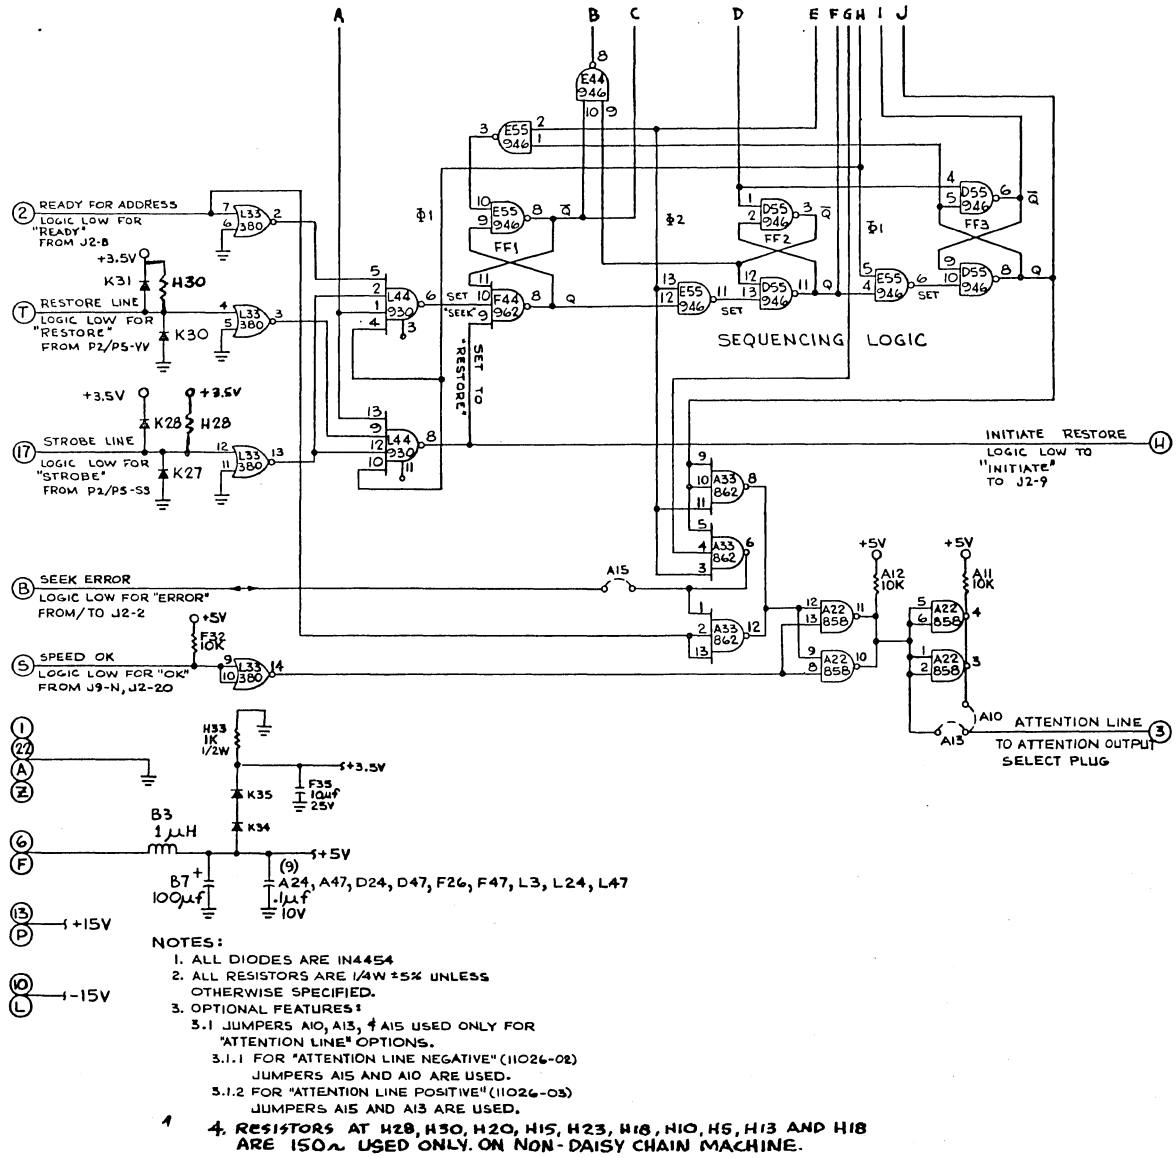 A B C D E F G H I J
8
E44
946
10 9
3 E55 2
946 1
10 E55 8 Q̅
9 946
Φ1
FF1
Φ2
D
1 D55 3 Q̅
2 946
FF2
Φ1
4 D55 6 Q̅
5 946
FF3
2 READY FOR ADDRESS
LOGIC LOW FOR
"READY"
FROM J2-8
7 L33 2
6 380
+3.5V
K31
H30
T RESTORE LINE
LOGIC LOW FOR
"RESTORE"
FROM P2/P5-VV
K30
4 L33 3
5 380
5
2 L44 6 SET
1 930 "SEEK"
4 3
11
10 F44 8 Q
9 962
13 E55 11
12 946 SET
12 D55 11 Q
13 946
5 E55 6
4 946 SET
9 D55 8 Q
10 946
SEQUENCING LOGIC
SET TO
"RESTORE"
+3.5V
+3.5V
K28
H28
17 STROBE LINE
LOGIC LOW FOR
"STROBE"
FROM P2/P5-S3
K27
12 L33 13
11 380
13
9 L44 8
12 930
10 11
INITIATE RESTORE
LOGIC LOW TO
"INITIATE"
TO J2-9
H
9
10 A33 8
11 862
5
4 A33 6
3 862
B SEEK ERROR
LOGIC LOW FOR "ERROR"
FROM/TO J2-2
A15
1
2 A33 12
13 862
+5V
F32
10K
S SPEED OK
LOGIC LOW FOR "OK"
FROM J9-N, J2-20
9 L33 14
10 380
12 A22 11
13 858
9 A22 10
8 858
+5V
A12
10K
+5V
A11
10K
5 A22 4
6 858
1 A22 3
2 858
A10
A13
ATTENTION LINE 3
TO ATTENTION OUTPUT
SELECT PLUG
1
22
A
Z
H33
1K
1/2W
+3.5V
F35
10µf
25V
K35
K34
B3
1µH
6
F
+5V
B7 +
100µf
(9)
A24, A47, D24, D47, F26, F47, L3, L24, L47
.1µf
10V
13
P
+15V
10
L
-15V
NOTES:
1. ALL DIODES ARE IN4454
2. ALL RESISTORS ARE 1/4W ±5% UNLESS
OTHERWISE SPECIFIED.
3. OPTIONAL FEATURES:
3.1 JUMPERS A10, A13, & A15 USED ONLY FOR
"ATTENTION LINE" OPTIONS.
3.1.1 FOR "ATTENTION LINE NEGATIVE" (11026-02)
JUMPERS A15 AND A10 ARE USED.
3.1.2 FOR "ATTENTION LINE POSITIVE" (11026-03)
JUMPERS A15 AND A13 ARE USED.
4. RESISTORS AT H28, H30, H20, H15, H23, H18, H10, H5, H13 AND H18
ARE 150Ω USED ONLY. ON NON-DAISY CHAIN MACHINE.